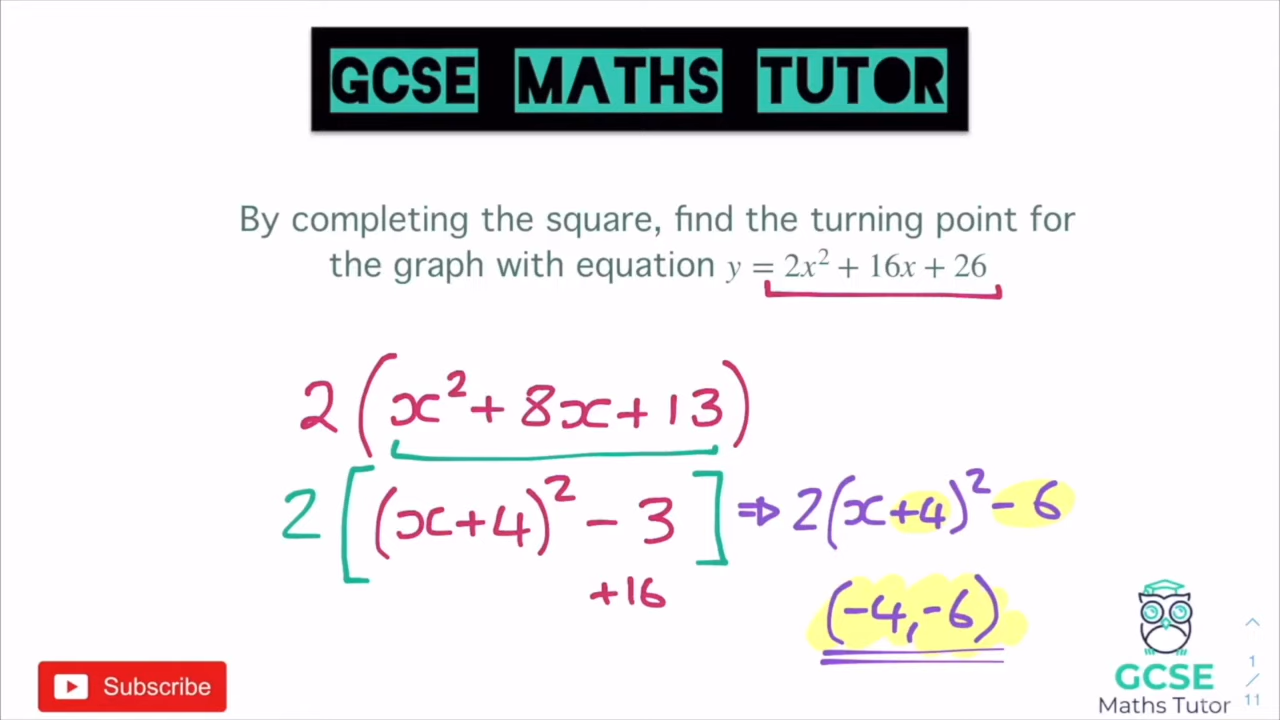 GCSE MATHS TUTOR
By completing the square, find the turning point for
the graph with equation y = 2x² + 16x + 26
2(x² + 8x + 13)
2[(x+4)² - 3] ⇒ 2(x+4)² - 6
+16
(-4,-6)
Subscribe
GCSE
Maths Tutor
1
/
11